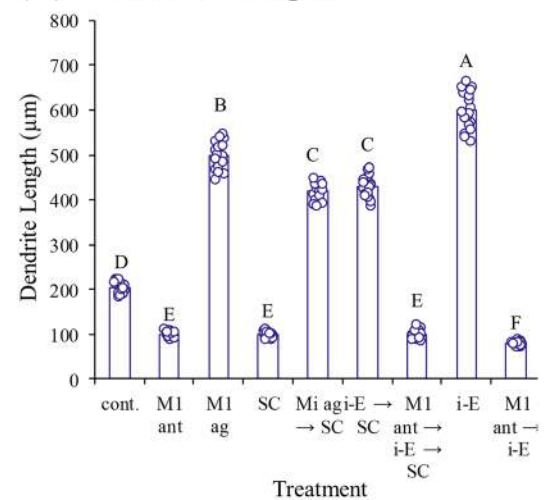 800
700
600
500
400
300
200
100
0
Dendrite Length (μm)
D
E
B
E
C
C
E
A
F
cont.
M1
ant
M1
ag
SC
Mi ag
→ SC
i-E →
SC
M1
ant →
i-E →
SC
i-E
M1
ant →
i-E
Treatment